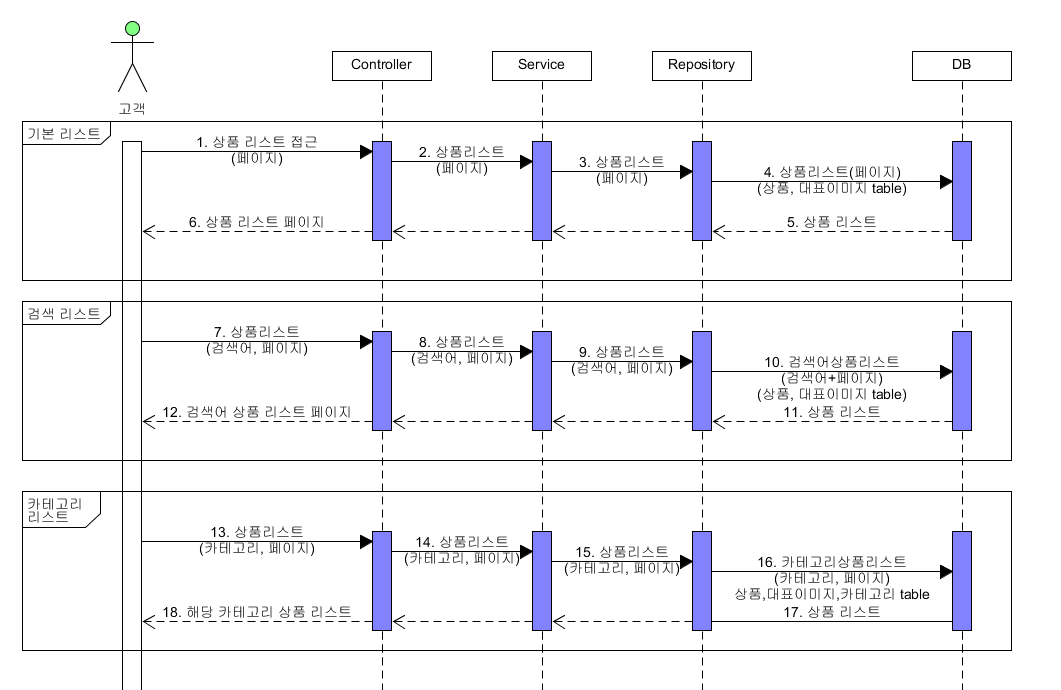 고객
Controller
Service
Repository
DB
기본 리스트
1. 상품 리스트 접근
(페이지)
2. 상품리스트
(페이지)
3. 상품리스트
(페이지)
4. 상품리스트(페이지)
(상품, 대표이미지 table)
6. 상품 리스트 페이지
5. 상품 리스트
검색 리스트
7. 상품리스트
(검색어, 페이지)
8. 상품리스트
(검색어, 페이지)
9. 상품리스트
(검색어, 페이지)
10. 검색어상품리스트
(검색어+페이지)
(상품, 대표이미지 table)
12. 검색어 상품 리스트 페이지
11. 상품 리스트
카테고리
리스트
13. 상품리스트
(카테고리, 페이지)
14. 상품리스트
(카테고리, 페이지)
15. 상품리스트
(카테고리, 페이지)
16. 카테고리상품리스트
(카테고리, 페이지)
상품,대표이미지,카테고리 table
18. 해당 카테고리 상품 리스트
17. 상품 리스트